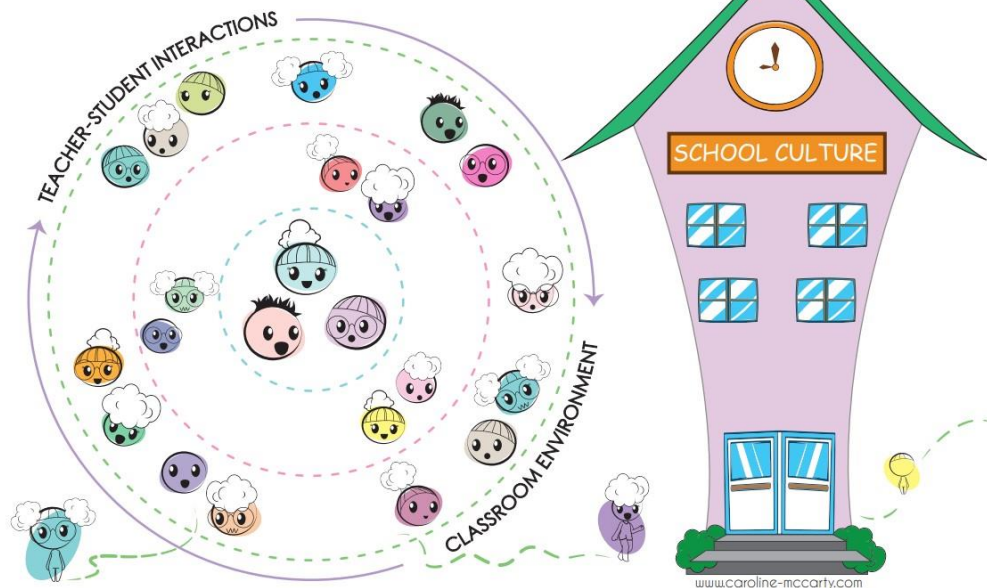 TEACHER-STUDENT INTERACTIONS
SCHOOL CULTURE
CLASSROOM ENVIRONMENT
www.caroline-mccarty.com